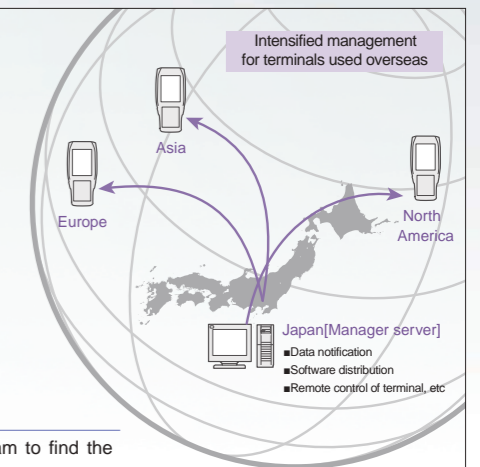 Intensified management
for terminals used overseas
Asia
Europe
North
America
Japan[Manager server]
■Data notification
■Software distribution
■Remote control of terminal, etc
am to find the